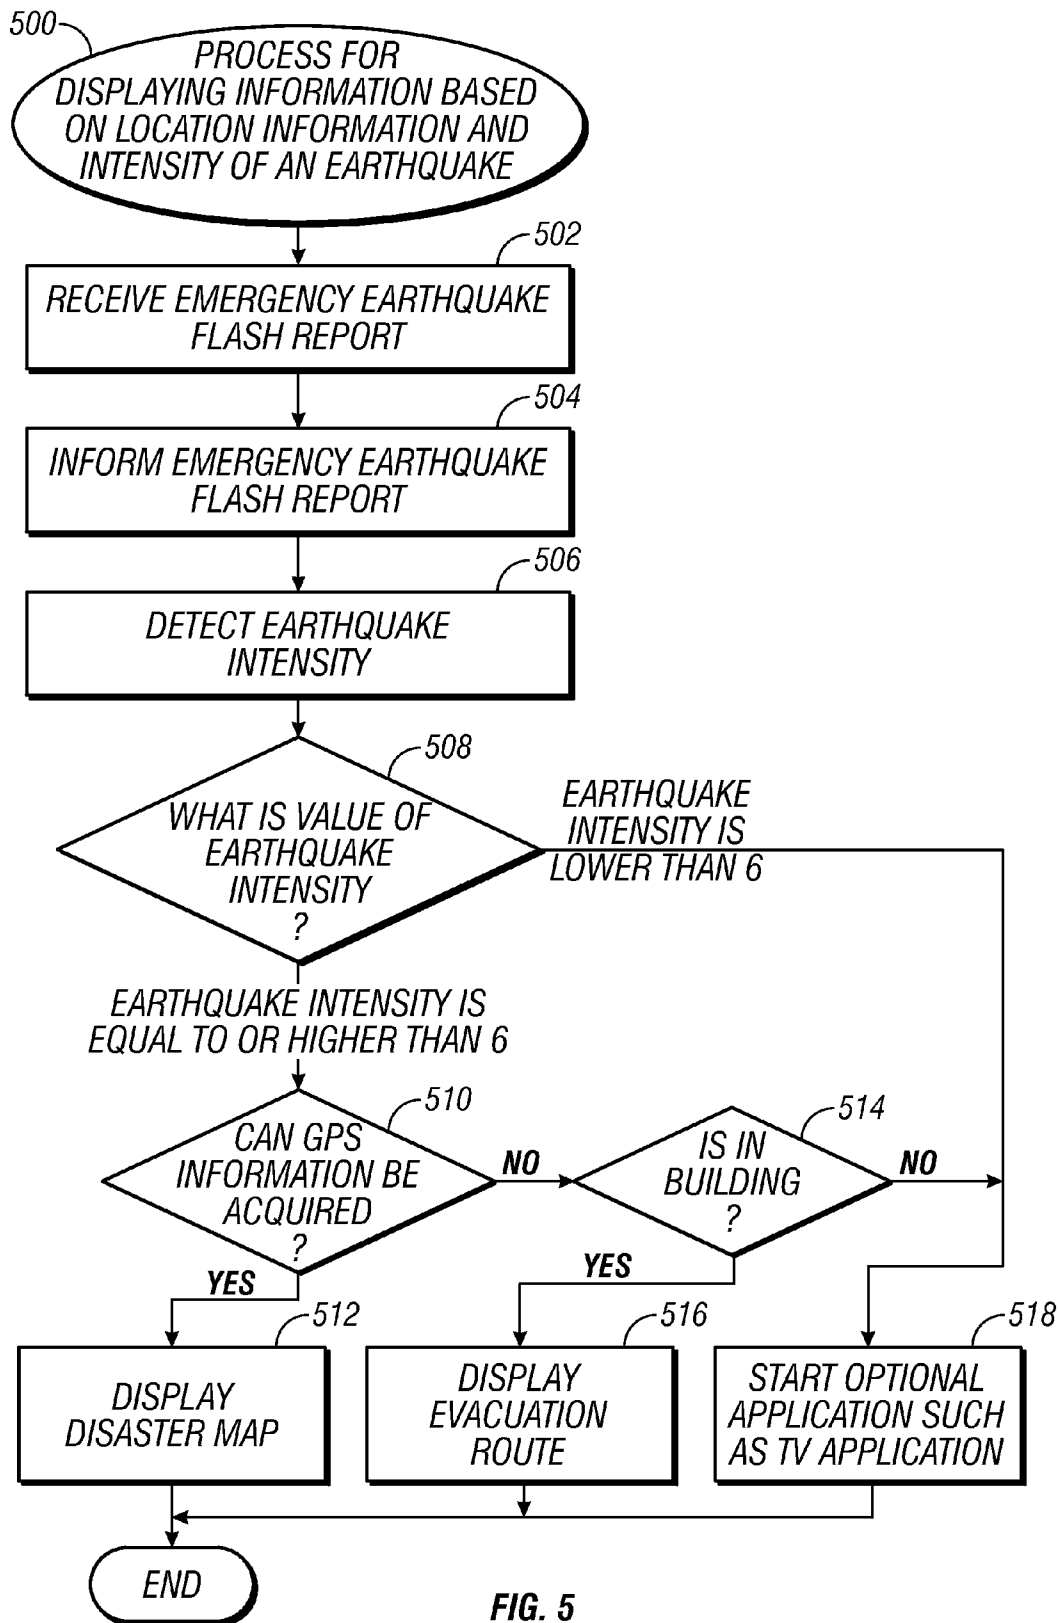 500
PROCESS FOR
DISPLAYING INFORMATION BASED
ON LOCATION INFORMATION AND
INTENSITY OF AN EARTHQUAKE
502
RECEIVE EMERGENCY EARTHQUAKE
FLASH REPORT
504
INFORM EMERGENCY EARTHQUAKE
FLASH REPORT
506
DETECT EARTHQUAKE
INTENSITY
508
WHAT IS VALUE OF
EARTHQUAKE
INTENSITY
?
EARTHQUAKE
INTENSITY IS
LOWER THAN 6
EARTHQUAKE INTENSITY IS
EQUAL TO OR HIGHER THAN 6
510
CAN GPS
INFORMATION BE
ACQUIRED
?
NO
514
IS IN
BUILDING
?
NO
YES
YES
512
DISPLAY
DISASTER MAP
516
DISPLAY
EVACUATION
ROUTE
518
START OPTIONAL
APPLICATION SUCH
AS TV APPLICATION
END
FIG. 5